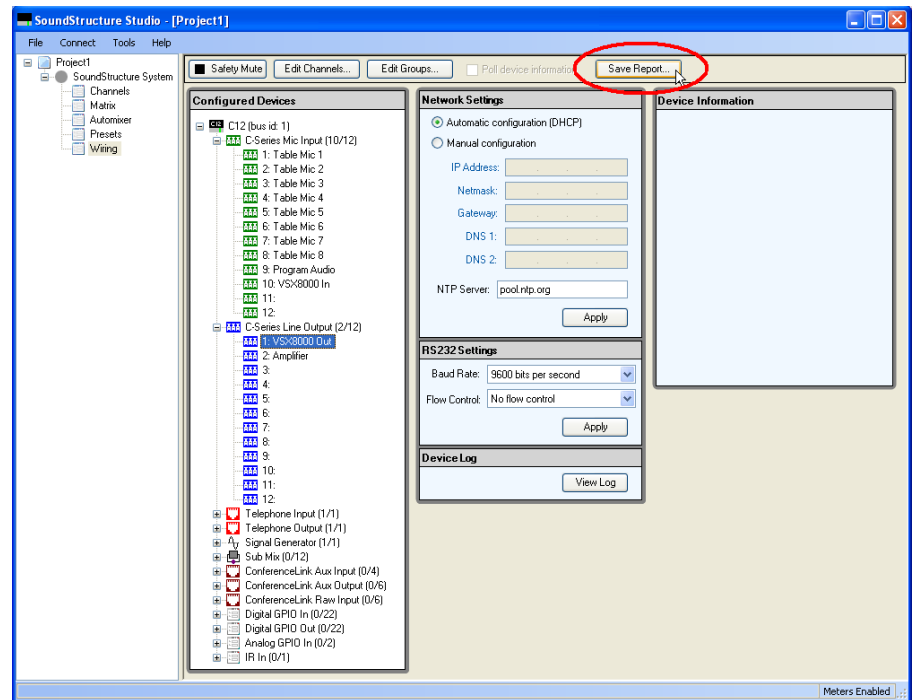 SoundStructure Studio - [Project1]
File Connect Tools Help
Project1
SoundStructure System
Channels
Matrix
Automixer
Presets
Wiring
Safety Mute Edit Channels... Edit Groups... Poll device information Save Report...
Configured Devices
C12 (bus id: 1)
C-Series Mic Input (10/12)
1: Table Mic 1
2: Table Mic 2
3: Table Mic 3
4: Table Mic 4
5: Table Mic 5
6: Table Mic 6
7: Table Mic 7
8: Table Mic 8
9: Program Audio
10: VSX8000 In
11:
12:
C-Series Line Output (2/12)
1: VSX8000 Out
2: Amplifier
3:
4:
5:
6:
7:
8:
9:
10:
11:
12:
Telephone Input (1/1)
Telephone Output (1/1)
Signal Generator (1/1)
Sub Mix (0/12)
ConferenceLink Aux Input (0/4)
ConferenceLink Aux Output (0/6)
ConferenceLink Raw Input (0/6)
Digital GPIO In (0/22)
Digital GPIO Out (0/22)
Analog GPIO In (0/2)
IR In (0/1)
Network Settings
Automatic configuration (DHCP)
Manual configuration
IP Address:
Netmask:
Gateway:
DNS 1:
DNS 2:
NTP Server: pool.ntp.org
Apply
RS232 Settings
Baud Rate: 9600 bits per second
Flow Control: No flow control
Apply
Device Log
View Log
Device Information
Meters Enabled